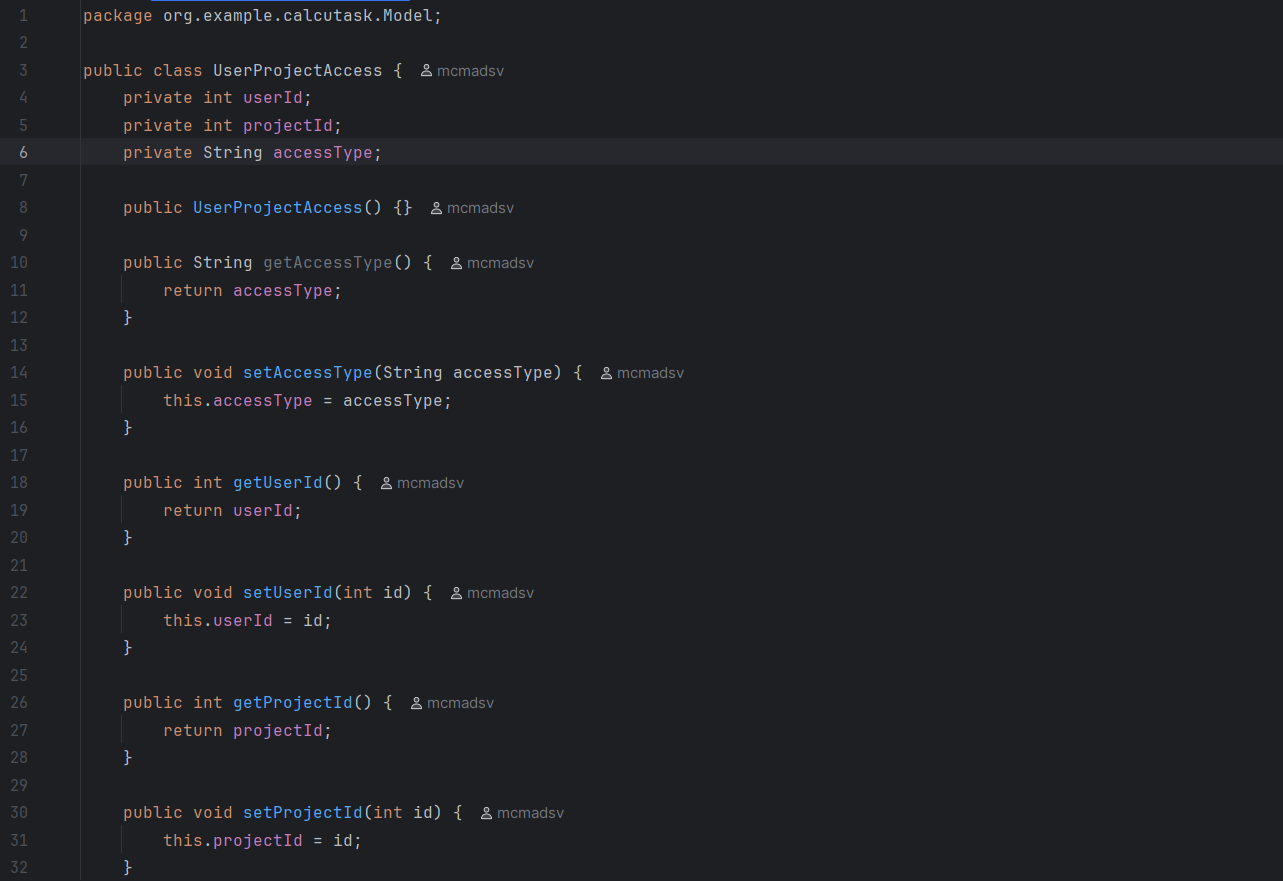 1 package org.example.calcutask.Model;
2
3 public class UserProjectAccess { mcmadsv
4     private int userId;
5     private int projectId;
6     private String accessType;
7
8     public UserProjectAccess() {} mcmadsv
9
10     public String getAccessType() { mcmadsv
11         return accessType;
12     }
13
14     public void setAccessType(String accessType) { mcmadsv
15         this.accessType = accessType;
16     }
17
18     public int getUserId() { mcmadsv
19         return userId;
20     }
21
22     public void setUserId(int id) { mcmadsv
23         this.userId = id;
24     }
25
26     public int getProjectId() { mcmadsv
27         return projectId;
28     }
29
30     public void setProjectId(int id) { mcmadsv
31         this.projectId = id;
32     }